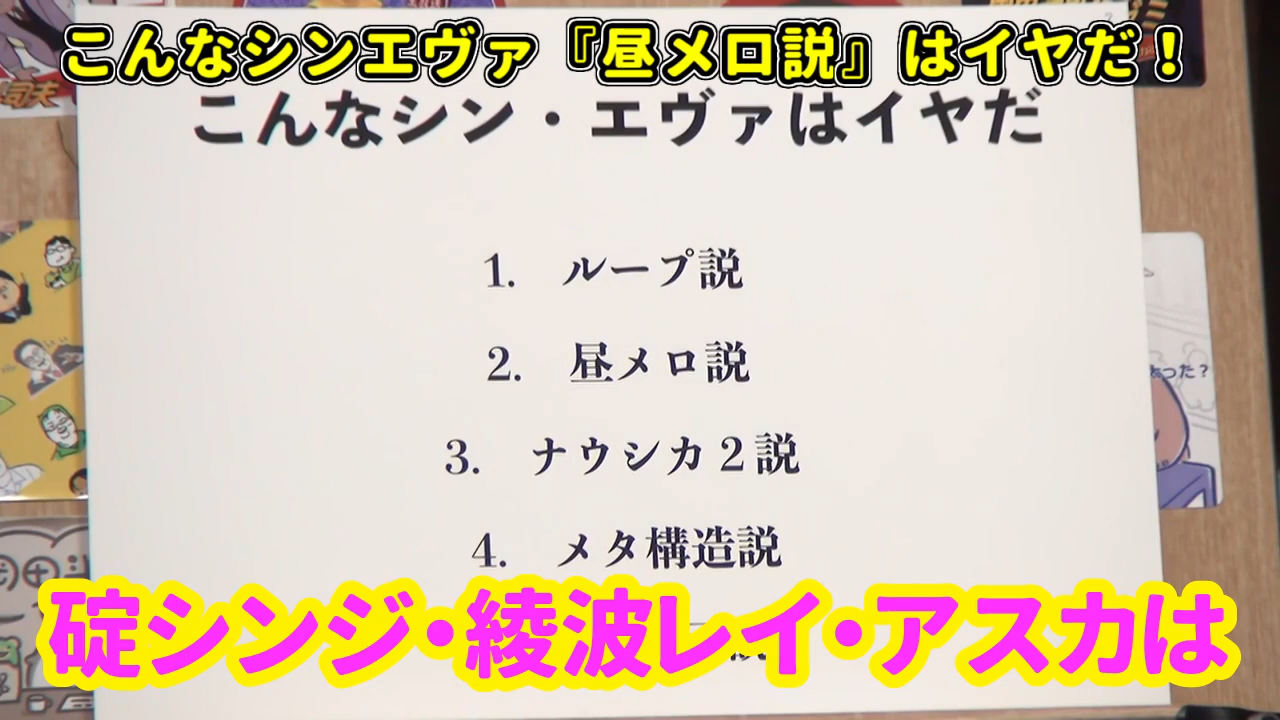 こんなシンエヴァ『昼メロ説』はイヤだ！
こんなシン・エヴァはイヤだ
1. ループ説
2. 昼メロ説
3. ナウシカ２説
4. メタ構造説
った？
碇シンジ・綾波レイ・アスカは